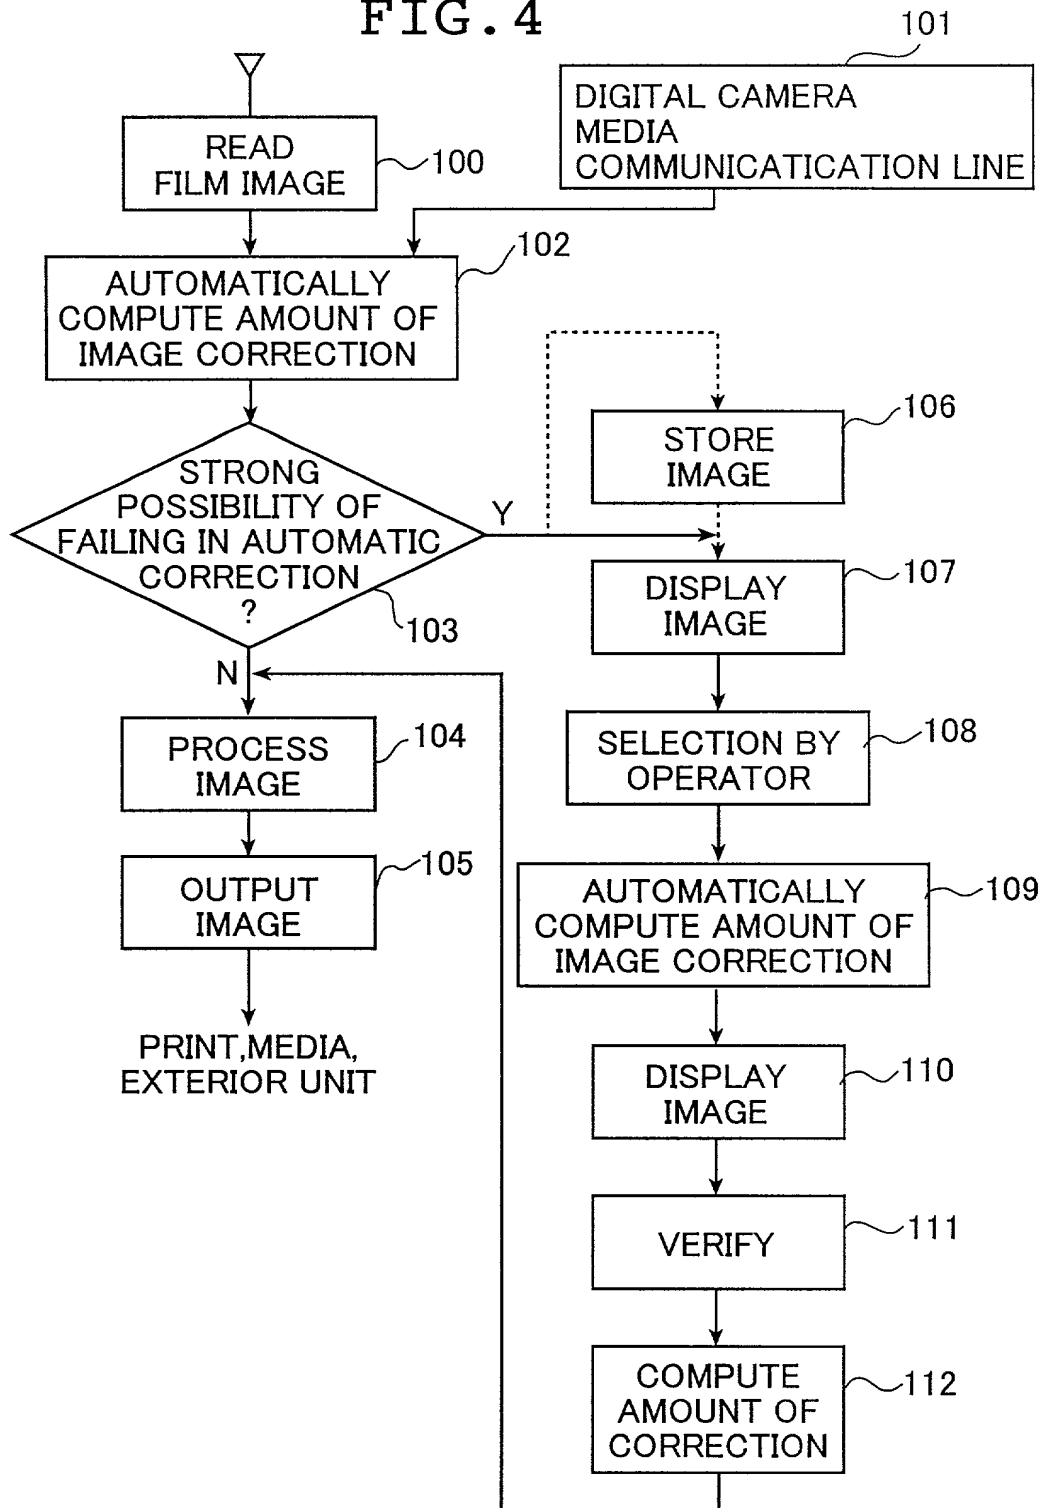 FIG.4
101
DIGITAL CAMERA
MEDIA
COMMUNICATICATION LINE
READ
FILM IMAGE
100
102
AUTOMATICALLY
COMPUTE AMOUNT OF
IMAGE CORRECTION
STRONG
POSSIBILITY OF
FAILING IN AUTOMATIC
CORRECTION
?
103
Y
N
106
STORE
IMAGE
107
DISPLAY
IMAGE
104
PROCESS
IMAGE
108
SELECTION BY
OPERATOR
105
OUTPUT
IMAGE
109
AUTOMATICALLY
COMPUTE AMOUNT OF
IMAGE CORRECTION
PRINT,MEDIA,
EXTERIOR UNIT
110
DISPLAY
IMAGE
111
VERIFY
112
COMPUTE
AMOUNT OF
CORRECTION